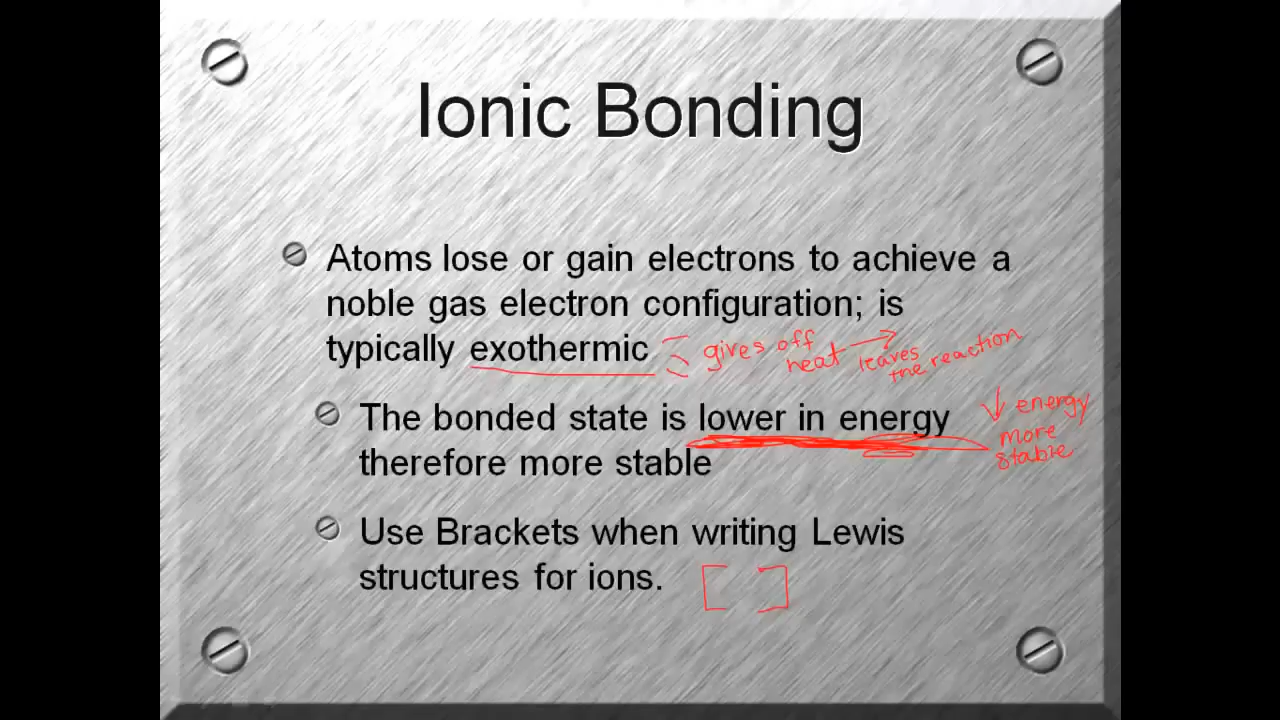 Ionic Bonding
Atoms lose or gain electrons to achieve a
noble gas electron configuration; is
typically exothermic
gives off
heat → leaves
the reaction
The bonded state is lower in energy
therefore more stable
↓ energy
more
stable
Use Brackets when writing Lewis
structures for ions.
[ ]